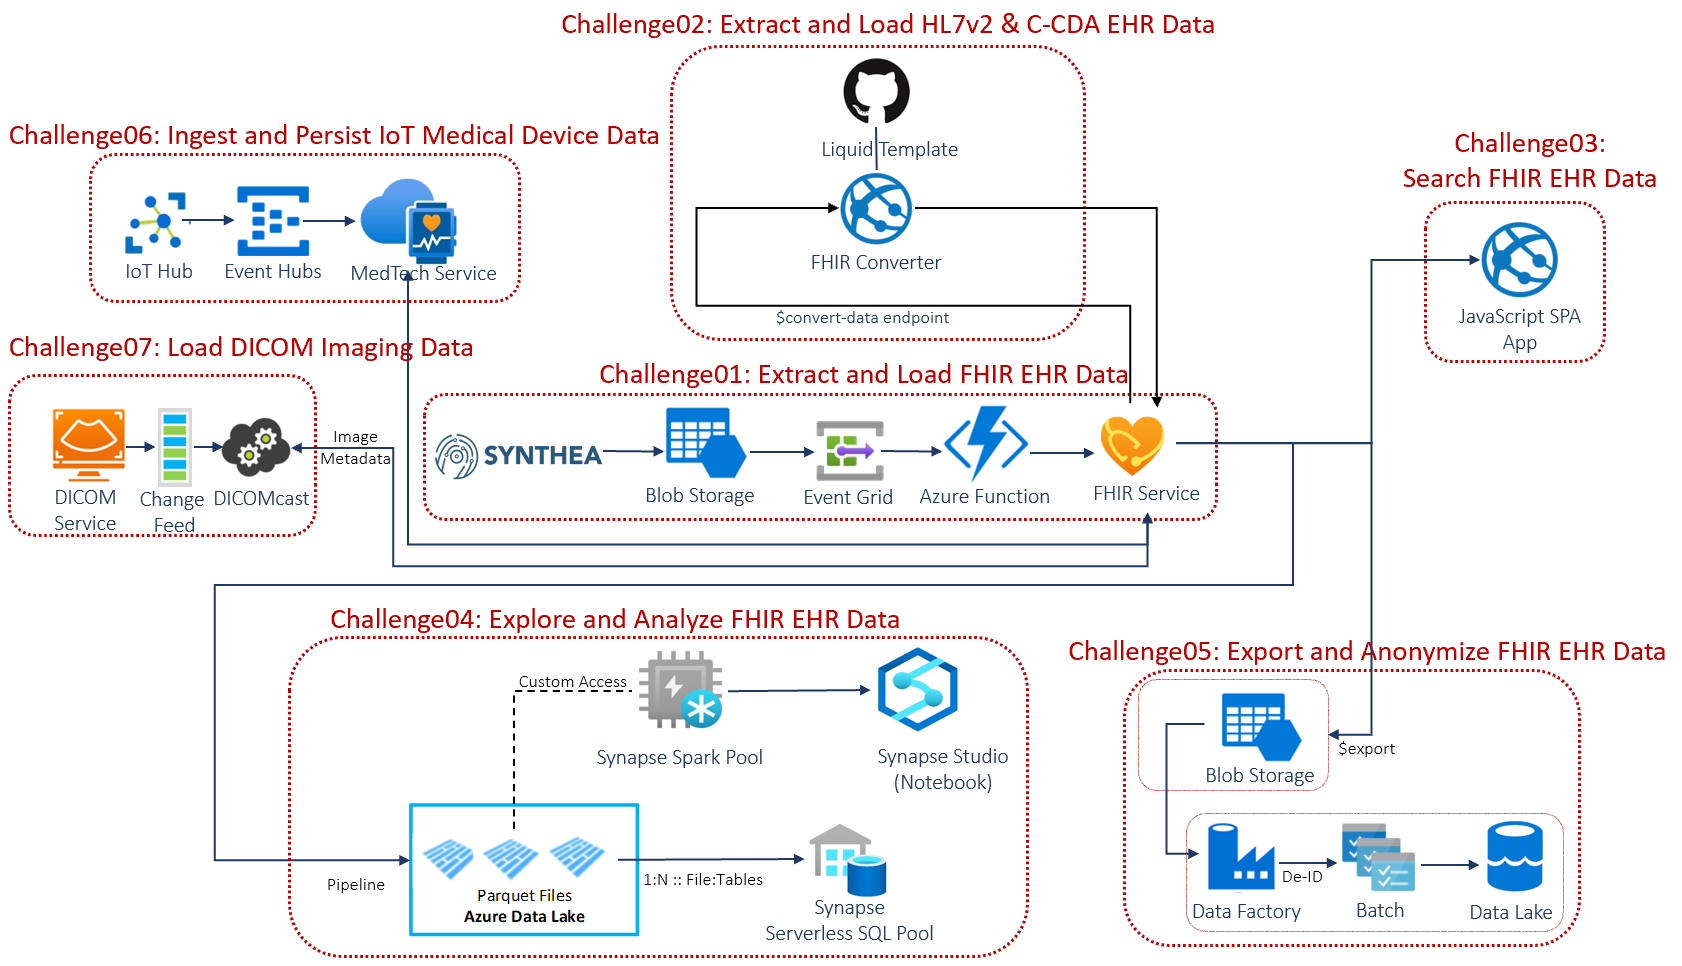 Challenge02: Extract and Load HL7v2 & C-CDA EHR Data
Liquid Template
FHIR Converter
$convert-data endpoint
Challenge06: Ingest and Persist IoT Medical Device Data
IoT Hub
Event Hubs
MedTech Service
Challenge03:
Search FHIR EHR Data
JavaScript SPA
App
Challenge07: Load DICOM Imaging Data
DICOM
Service
Change
Feed
DICOMcast
Image
Metadata
Challenge01: Extract and Load FHIR EHR Data
SYNTHEA
Blob Storage
Event Grid
Azure Function
FHIR Service
Challenge04: Explore and Analyze FHIR EHR Data
Custom Access
Synapse Spark Pool
Synapse Studio
(Notebook)
Pipeline
Parquet Files
Azure Data Lake
1:N :: File:Tables
Synapse
Serverless SQL Pool
Challenge05: Export and Anonymize FHIR EHR Data
Blob Storage
$export
Data Factory
De-ID
Batch
Data Lake